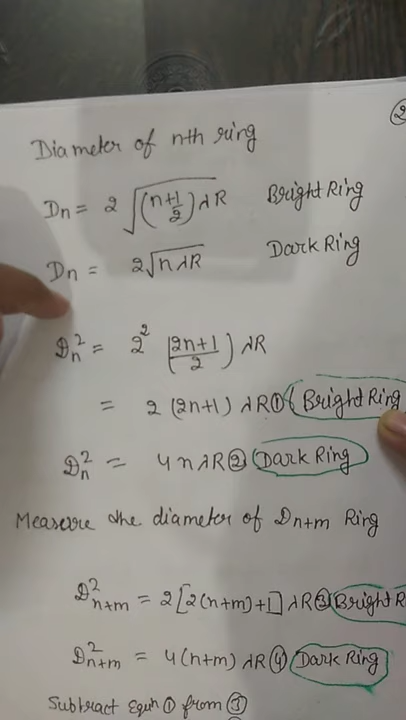 ②
Diameter of nth ring
Dn = 2 √(n+1/2) λR Bright Ring
Dn = 2√nλR Dark Ring
Dn² = 2² (2n+1/2) λR
= 2 (2n+1) λR ① (Bright Ring
Dn² = 4nλR ② Dark Ring
Measure the diameter of Dn+m Ring
D²n+m = 2[2(n+m)+1] λR ③ Bright R
D²n+m = 4(n+m) λR ④ Dark Ring
Subtract Equn ① from ③